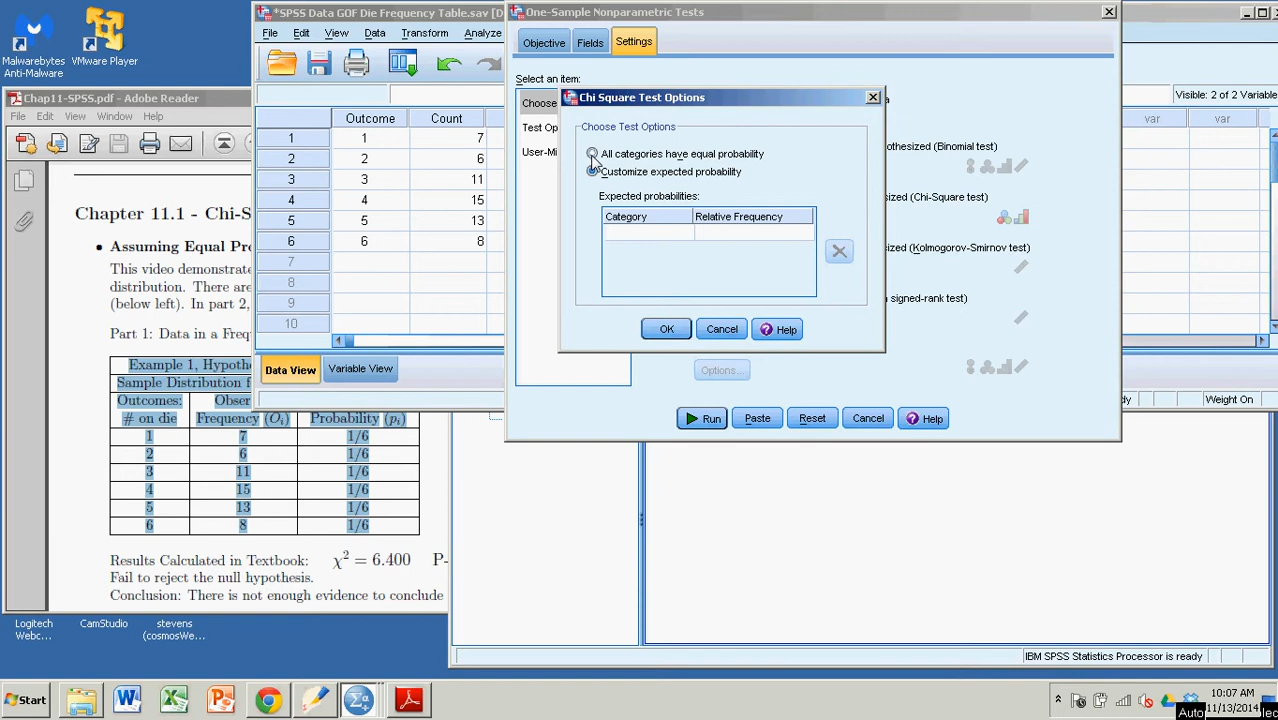 Malwarebytes
Anti-Malware
VMware Player
*SPSS Data GOF Die Frequency Table.sav [D
File Edit View Data Transform Analyze
One-Sample Nonparametric Tests
Objective Fields Settings
Select an item:
Choose
Test Op
User-Mi
Chi Square Test Options
Choose Test Options
All categories have equal probability
Customize expected probability
Expected probabilities:
Category Relative Frequency
OK Cancel Help
othesized (Binomial test)
sized (Chi-Square test)
sized (Kolmogorov-Smirnov test)
signed-rank test)
Options...
Run Paste Reset Cancel Help
Visible: 2 of 2 Variable
var var
Outcome Count
1 1 7
2 2 6
3 3 11
4 4 15
5 5 13
6 6 8
7
8
9
10
Data View Variable View
Weight On
Chap11-SPSS.pdf - Adobe Reader
File Edit View Window Help
Chapter 11.1 - Chi-S
Assuming Equal Pro
This video demonstrate
distribution. There are
(below left). In part 2,
Part 1: Data in a Freq
Example 1, Hypoth
Sample Distribution f
Outcomes: Obser
# on die Frequency (Oᵢ) Probability (pᵢ)
1 7 1/6
2 6 1/6
3 11 1/6
4 15 1/6
5 13 1/6
6 8 1/6
Results Calculated in Textbook: χ² = 6.400 P-
Fail to reject the null hypothesis.
Conclusion: There is not enough evidence to conclude
Logitech
Webc...
CamStudio
stevens
(cosmosWe...
IBM SPSS Statistics Processor is ready
Start
10:07 AM
11/13/2014